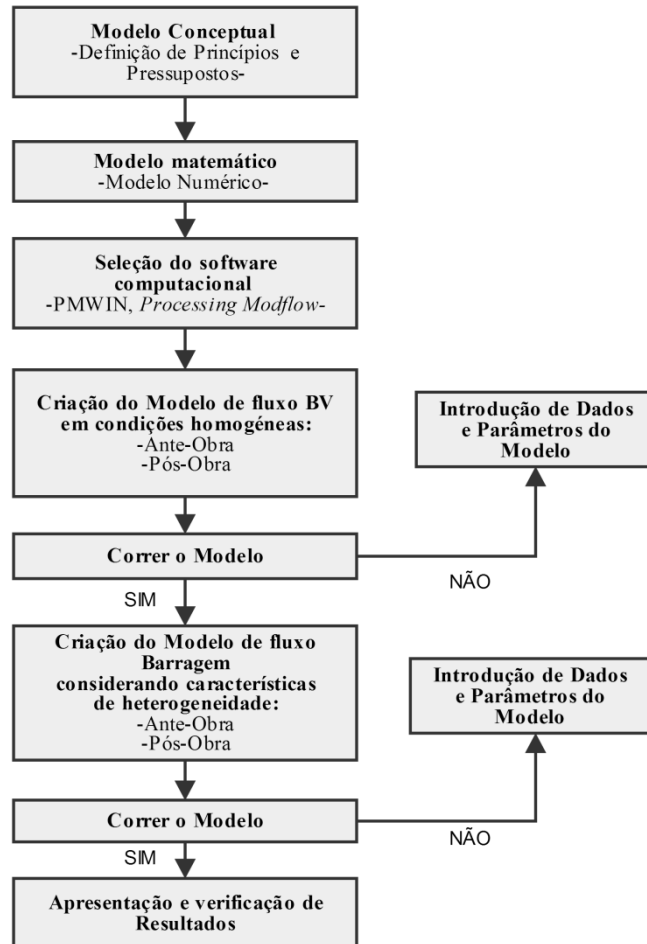 Modelo Conceptual
-Definição de Princípios e
Pressupostos-
Modelo matemático
-Modelo Numérico-
Seleção do software
computacional
-PMWIN, Processing Modflow-
Criação do Modelo de fluxo BV
em condições homogéneas:
-Ante-Obra
-Pós-Obra
Introdução de Dados
e Parâmetros do
Modelo
Correr o Modelo
NÃO
SIM
Criação do Modelo de fluxo
Barragem
considerando características
de heterogeneidade:
-Ante-Obra
-Pós-Obra
Introdução de Dados
e Parâmetros do
Modelo
Correr o Modelo
NÃO
SIM
Apresentação e verificação de
Resultados